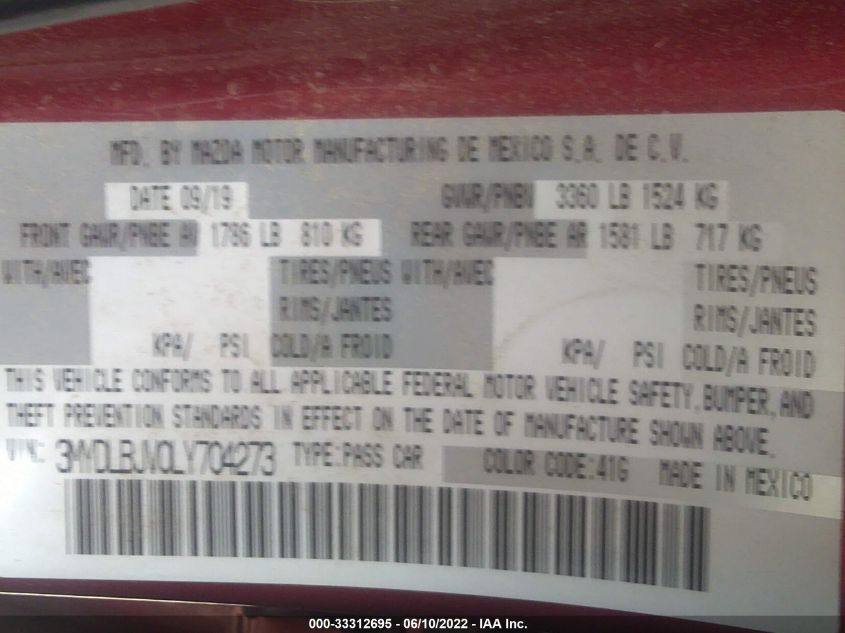 MFD. BY MAZDA MOTOR MANUFACTURING DE MEXICO S.A. DE C.V.
DATE 09/19 GVWR/PNBV 3360 LB 1524 KG
FRONT GAWR/PNBE AV 1786 LB 810 KG REAR GAWR/PNBE AR 1581 LB 717 KG
WITH/AVEC TIRES/PNEUS WITH/AVEC TIRES/PNEUS
RIMS/JANTES RIMS/JANTES
KPA/ PSI COLD/A FROID KPA/ PSI COLD/A FROID
THIS VEHICLE CONFORMS TO ALL APPLICABLE FEDERAL MOTOR VEHICLE SAFETY, BUMPER, AND
THEFT PREVENTION STANDARDS IN EFFECT ON THE DATE OF MANUFACTURE SHOWN ABOVE.
VIN: 3MYDLBJV0LY704273 TYPE:PASS CAR COLOR CODE:41G MADE IN MEXICO
000-33312695 - 06/10/2022 - IAA Inc.